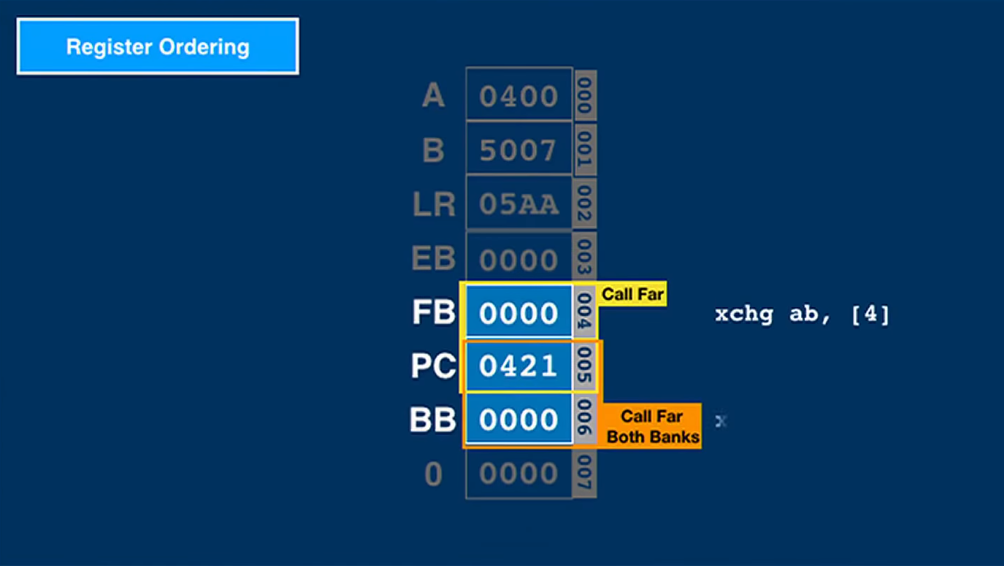 Register Ordering
A 0400 000
B 5007 001
LR 05AA 002
EB 0000 003
FB 0000 004 Call Far xchg ab, [4]
PC 0421 005
BB 0000 006 Call Far x
Both Banks
0 0000 007